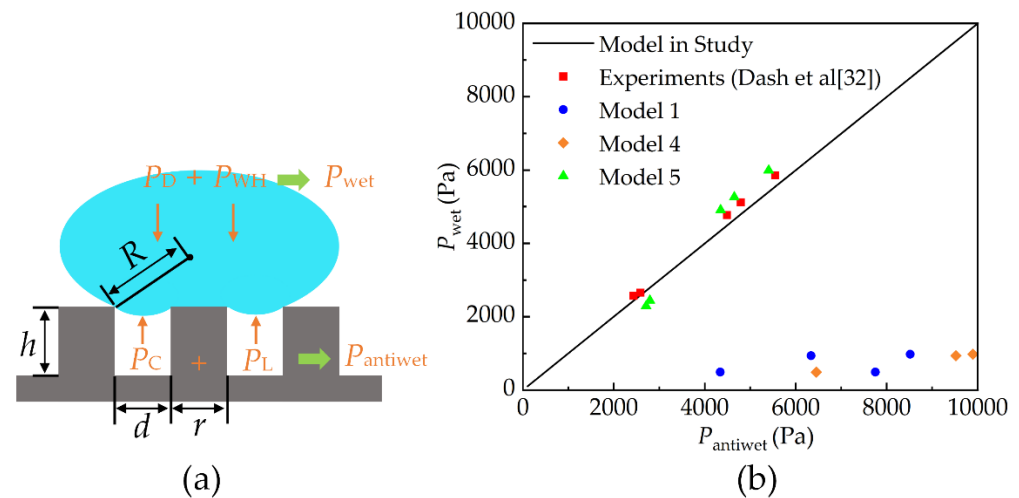 P_D + P_WH P_wet
R
h
P_C + P_L P_antiwet
d r
(a)
(b)
10000
8000
6000
4000
2000
0
P_wet (Pa)
Model in Study
Experiments (Dash et al[32])
Model 1
Model 4
Model 5
0 2000 4000 6000 8000 10000
P_antiwet (Pa)
(b)